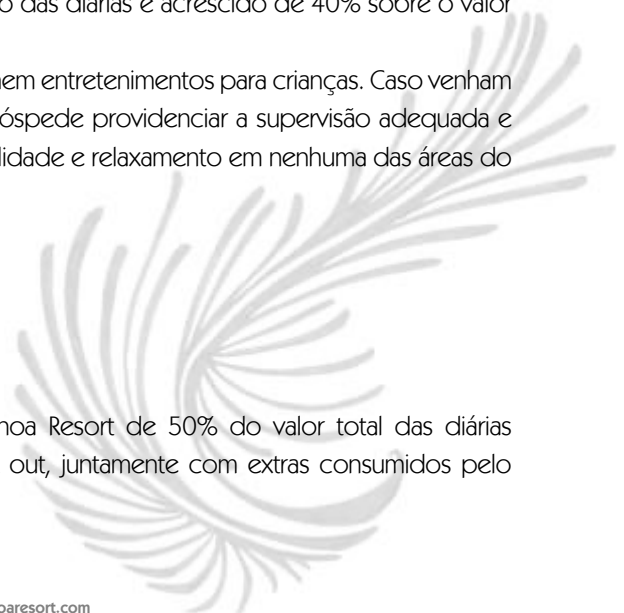 o das diárias é acrescido de 40% sobre o valor
nem entretenimentos para crianças. Caso venham
óspede providenciar a supervisão adequada e
lidade e relaxamento em nenhuma das áreas do
noa Resort de 50% do valor total das diárias
out, juntamente com extras consumidos pelo
oaresort.com